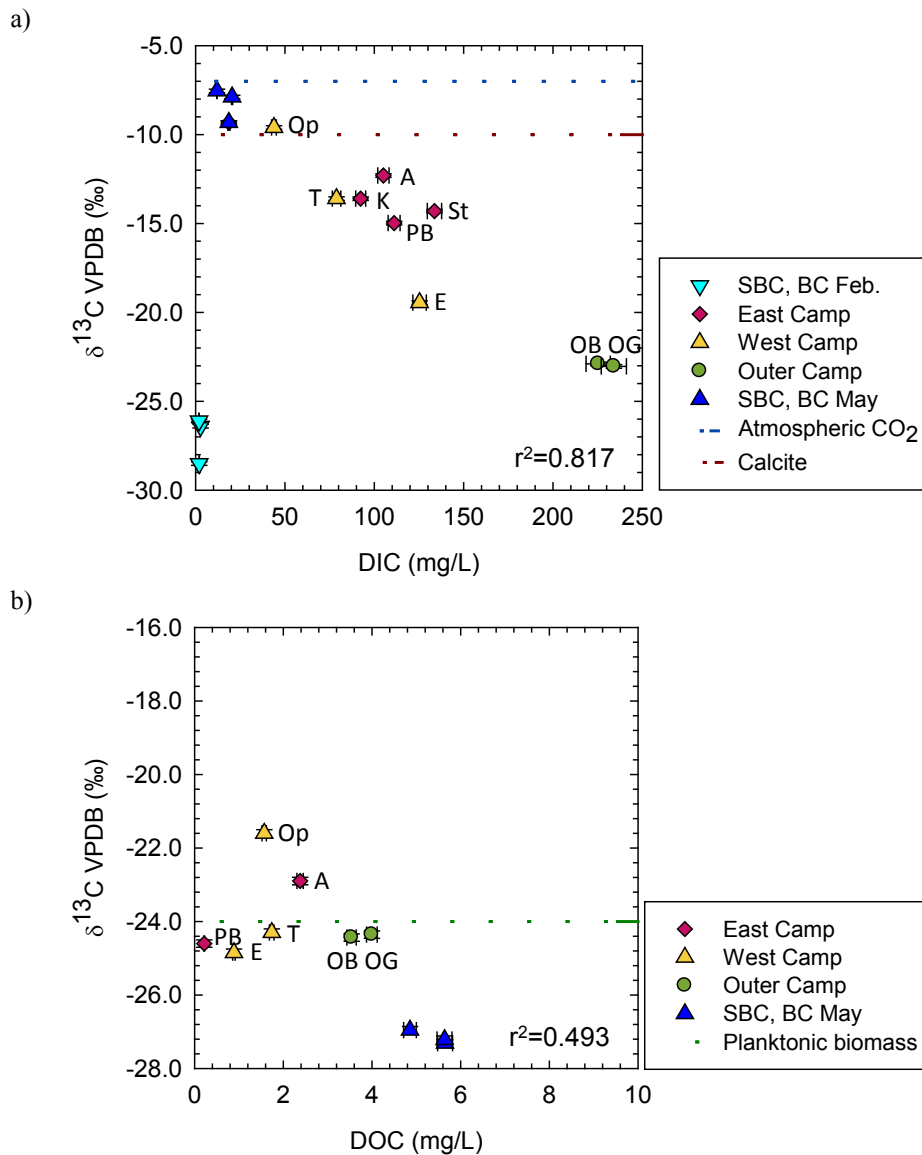 a)
δ13C VPDB (‰)
-5.0
-10.0
-15.0
-20.0
-25.0
-30.0
Op
A
T
K
St
PB
E
OB OG
r2=0.817
0 50 100 150 200 250
DIC (mg/L)
SBC, BC Feb.
East Camp
West Camp
Outer Camp
SBC, BC May
Atmospheric CO2
Calcite
b)
δ13C VPDB (‰)
-16.0
-18.0
-20.0
-22.0
-24.0
-26.0
-28.0
Op
A
PB
E
T
OB OG
r2=0.493
0 2 4 6 8 10
DOC (mg/L)
East Camp
West Camp
Outer Camp
SBC, BC May
Planktonic biomass